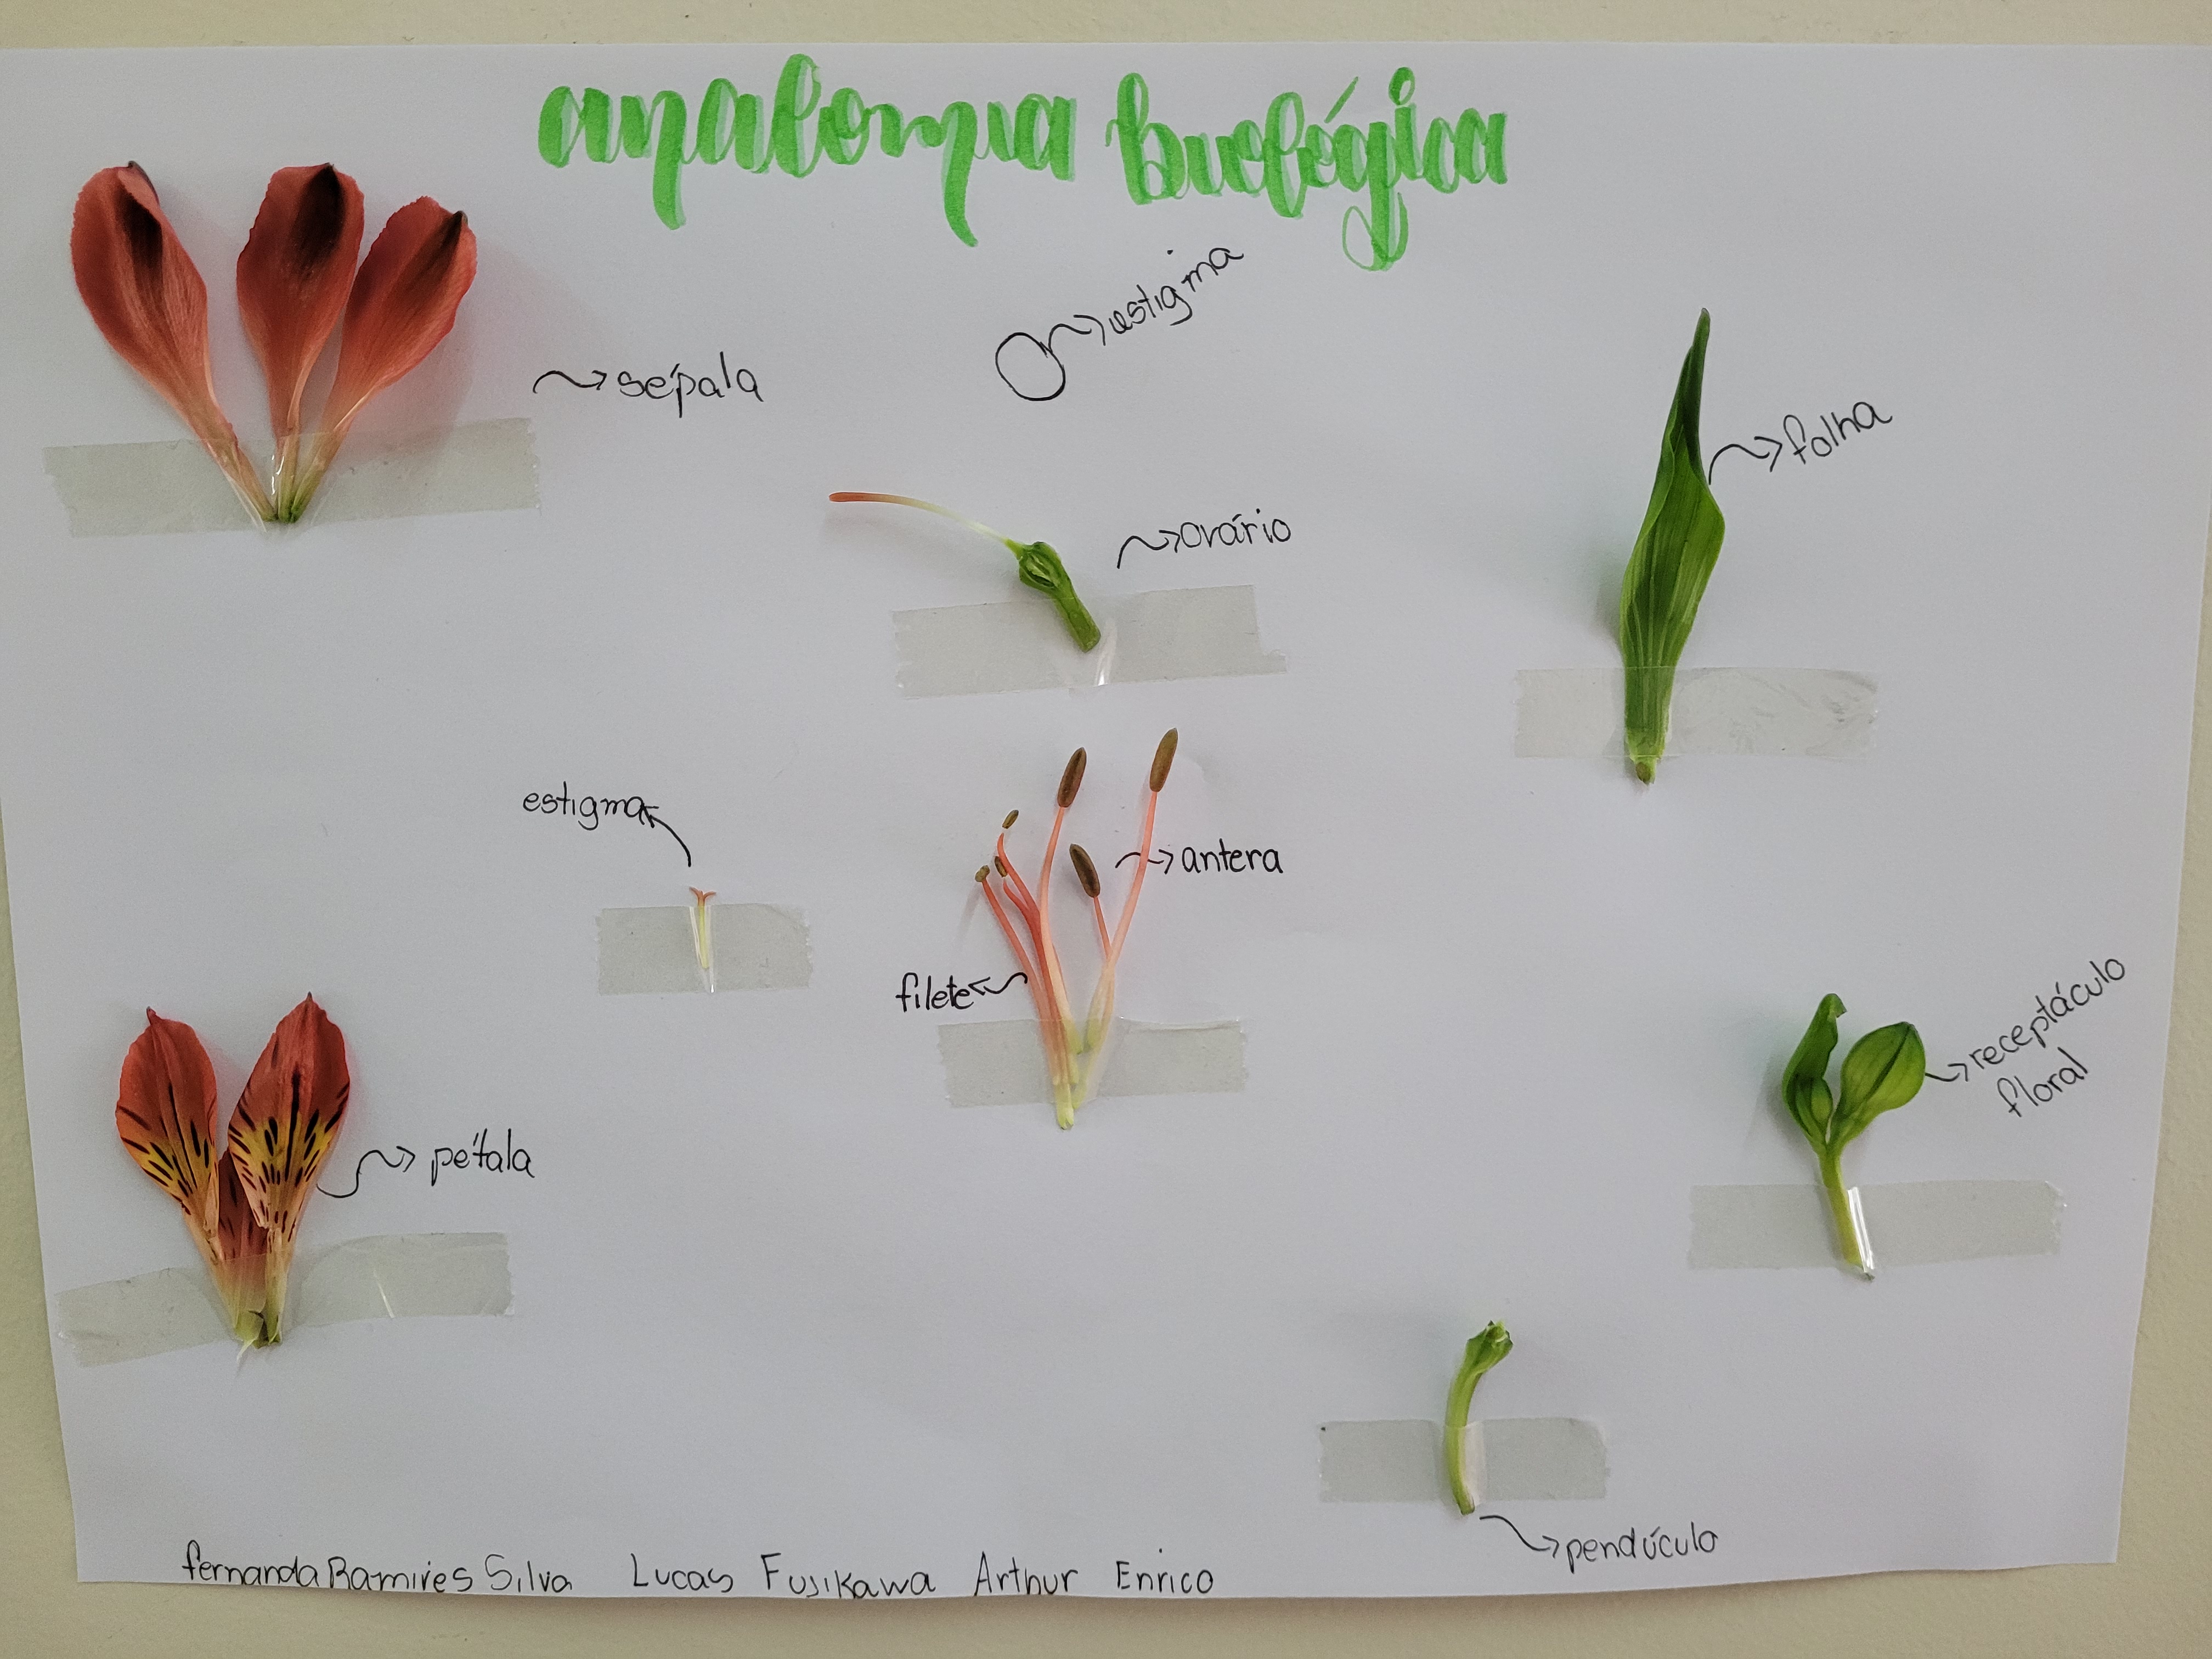 anatomia biológica
estigma
sépala
folha
ovário
estigma
antera
filete
receptáculo
floral
pétala
pendúculo
fernanda Ramires Silva Lucas Fujikawa Arthur Enrico